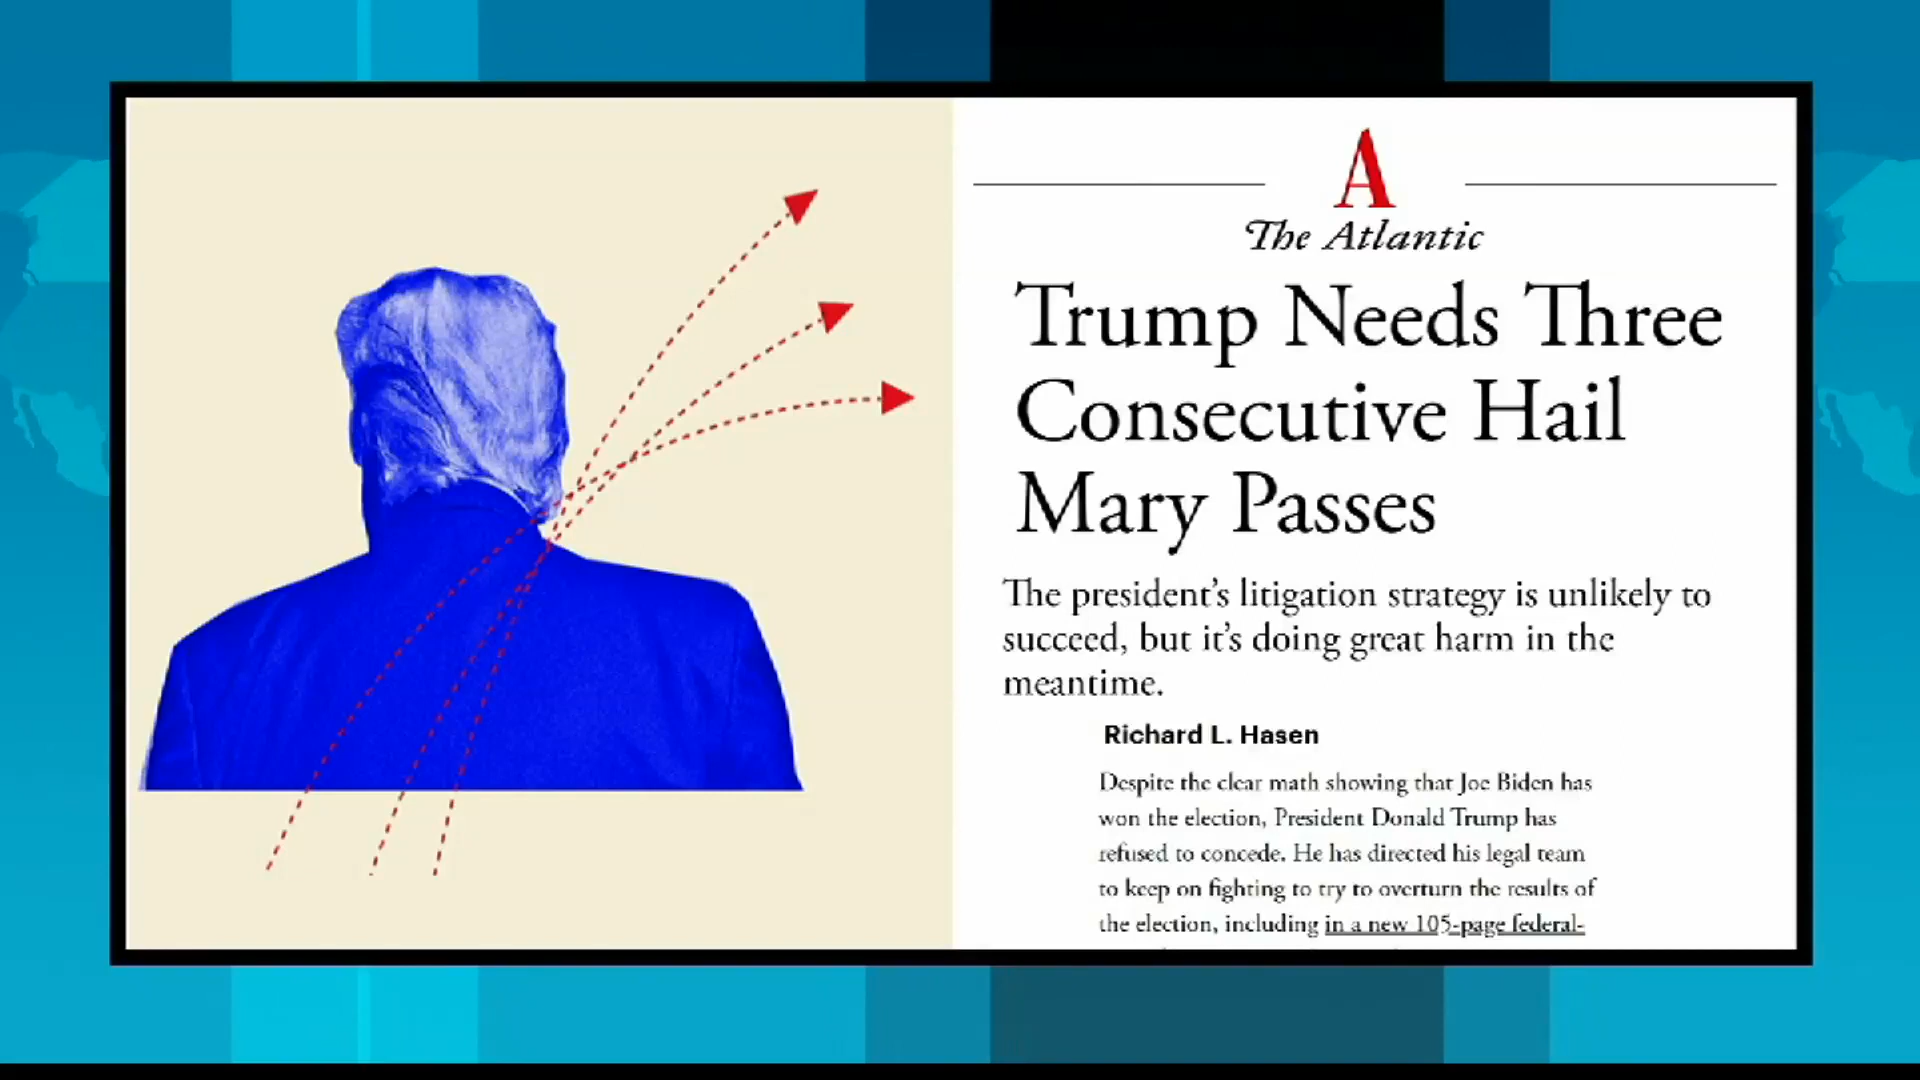 A
The Atlantic
Trump Needs Three
Consecutive Hail
Mary Passes
The president's litigation strategy is unlikely to
succeed, but it's doing great harm in the
meantime.
Richard L. Hasen
Despite the clear math showing that Joe Biden has
won the election, President Donald Trump has
refused to concede. He has directed his legal team
to keep on fighting to try to overturn the results of
the election, including in a new 105-page federal-